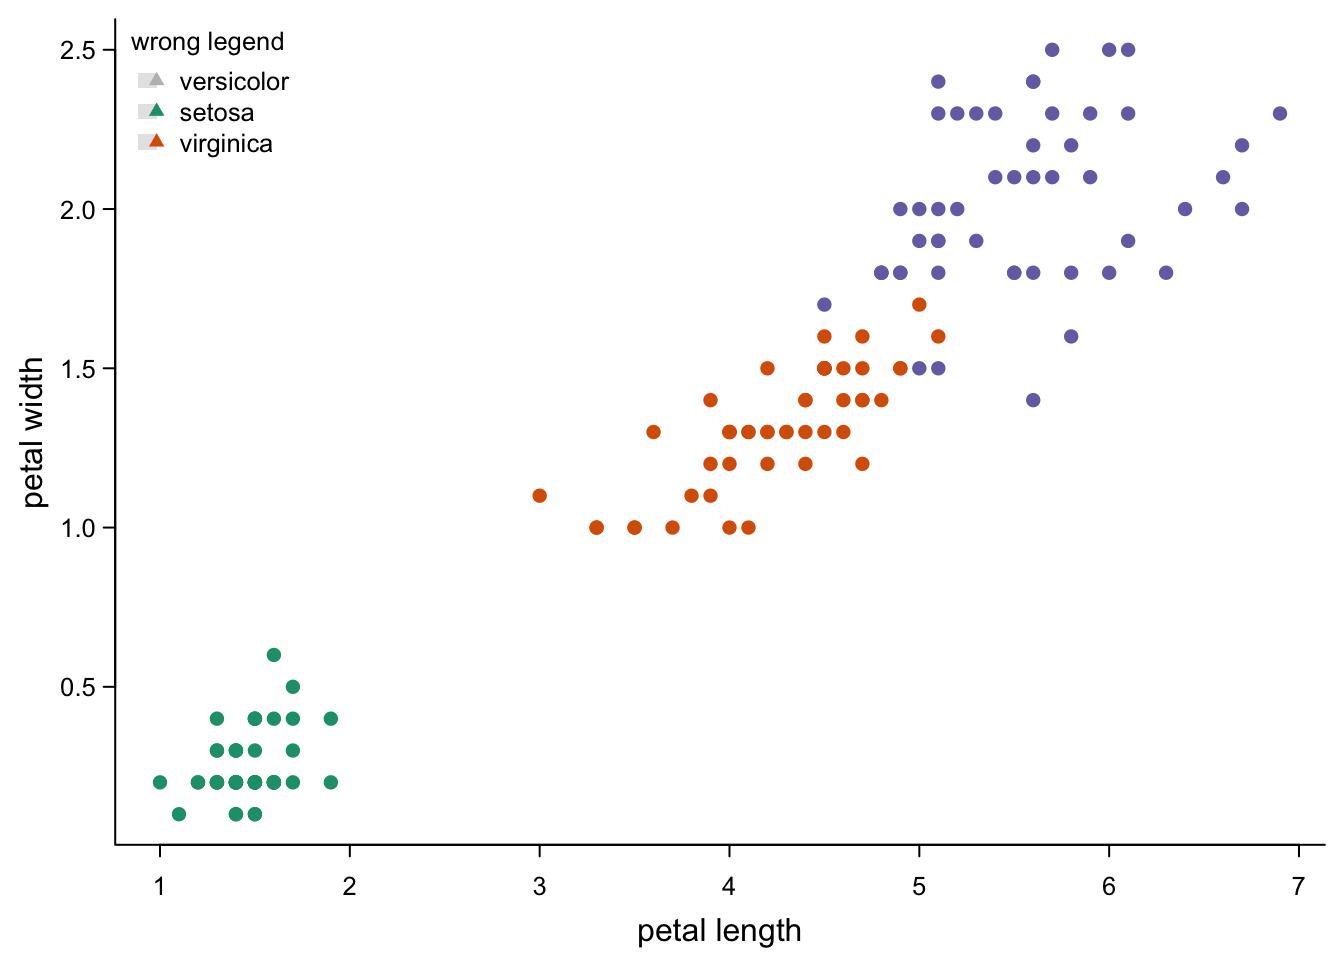 wrong legend
versicolor
setosa
virginica
2.5
2.0
1.5
1.0
0.5
petal width
1 2 3 4 5 6 7
petal length